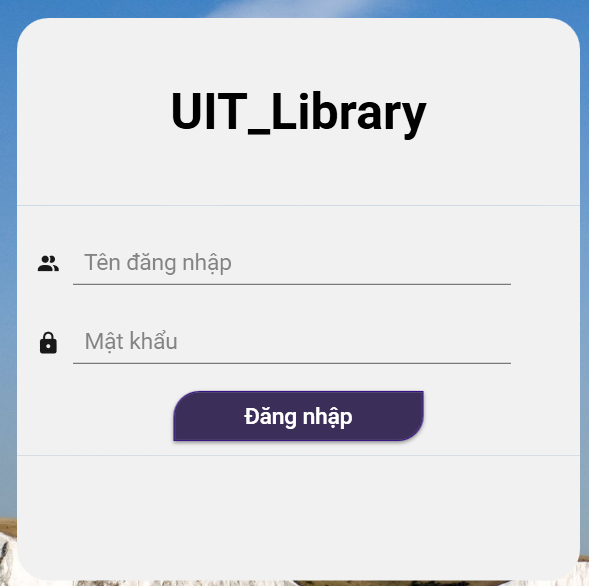 UIT_Library
Tên đăng nhập
Mật khẩu
Đăng nhập